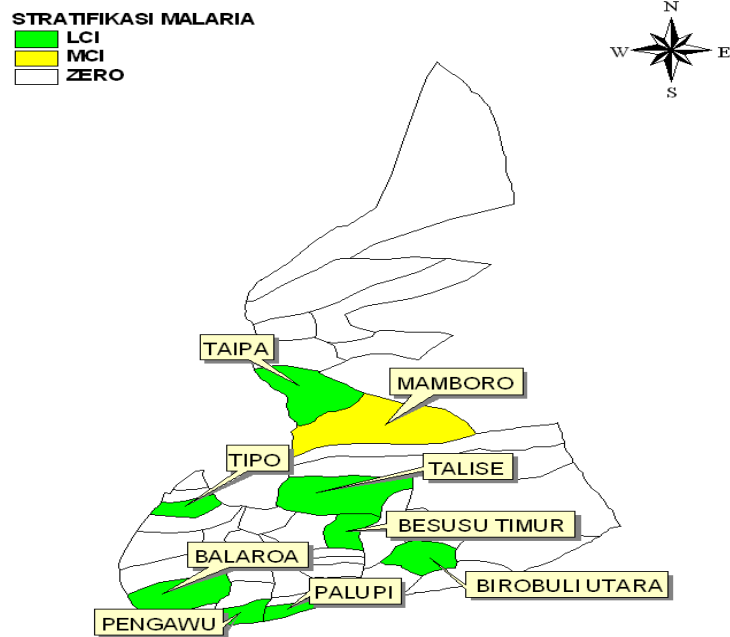 STRATIFIKASI MALARIA
LCI
MCI
ZERO
N
W
E
S
TAIPA
MAMBORO
TIPO
TALISE
BESUSU TIMUR
BALAROA
BIROBULI UTARA
PALUPI
PENGAWU